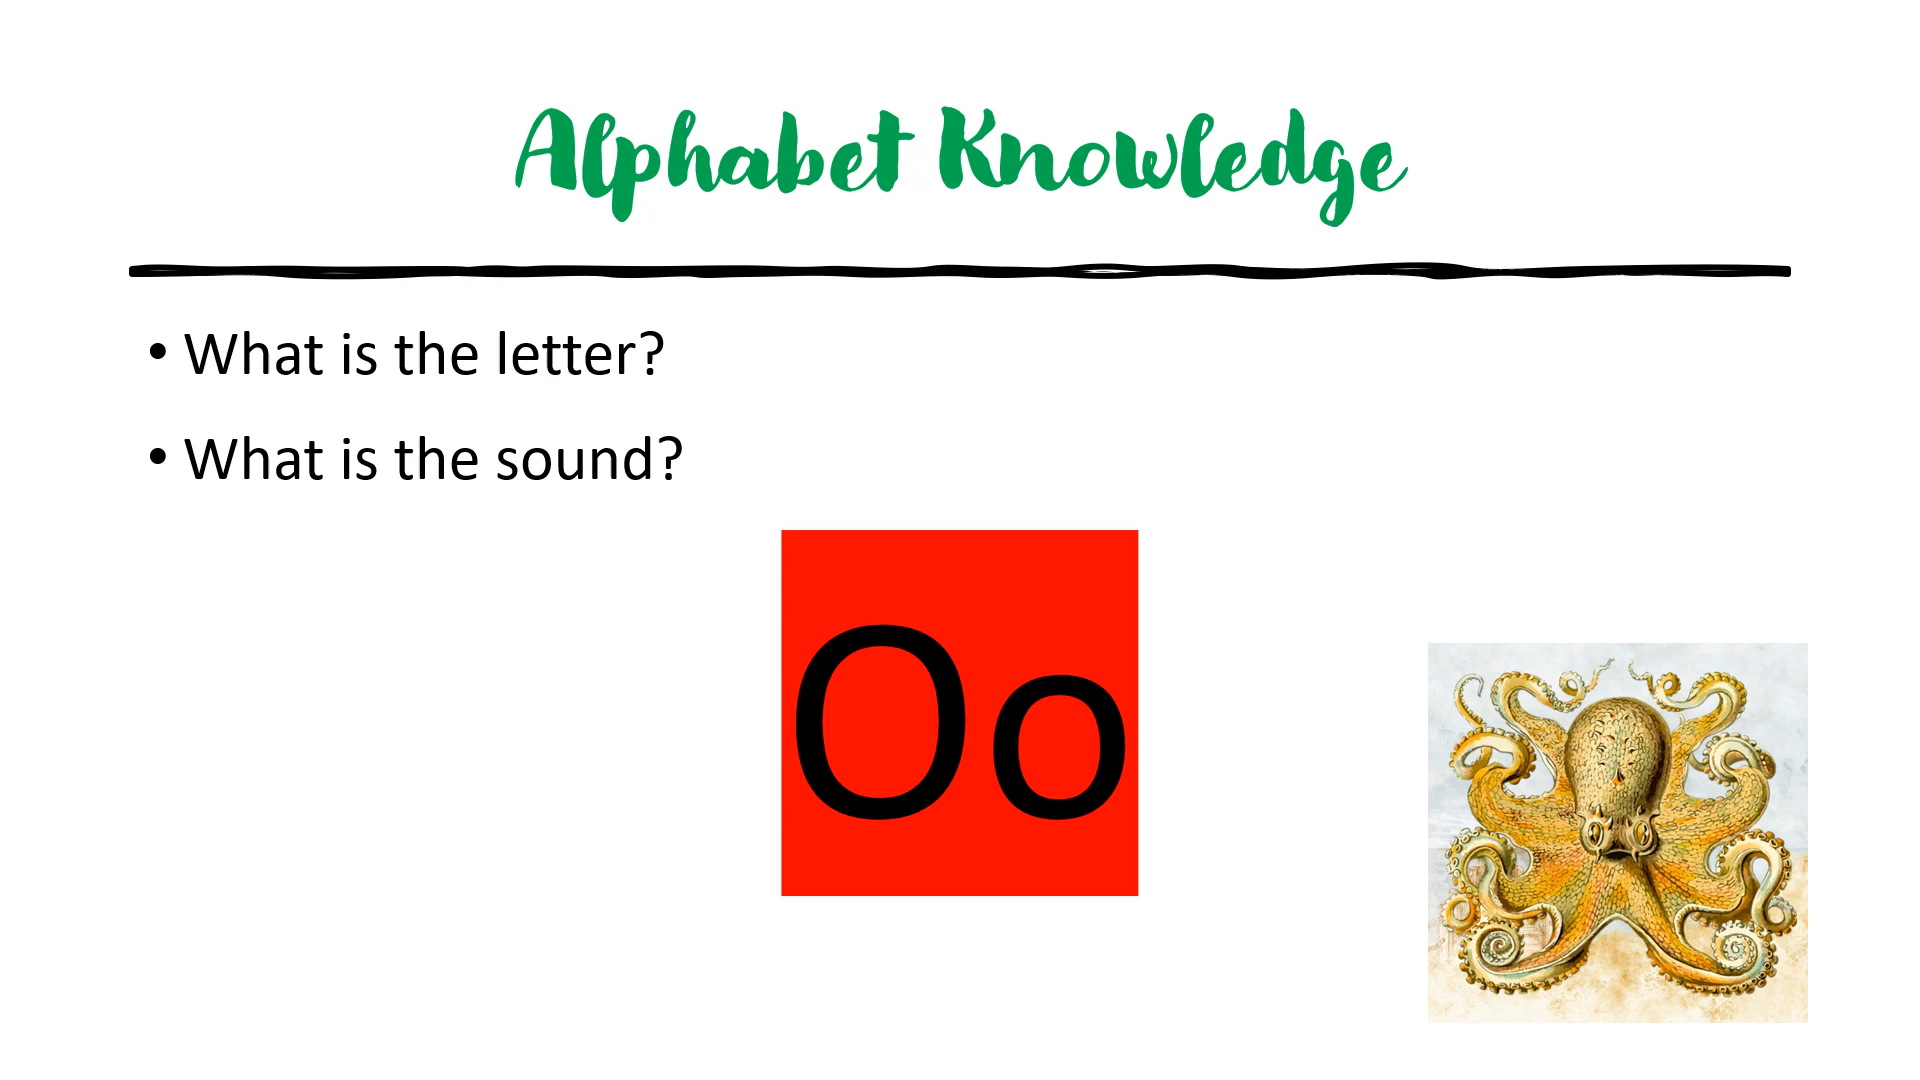 Alphabet Knowledge
• What is the letter?
• What is the sound?
Oo